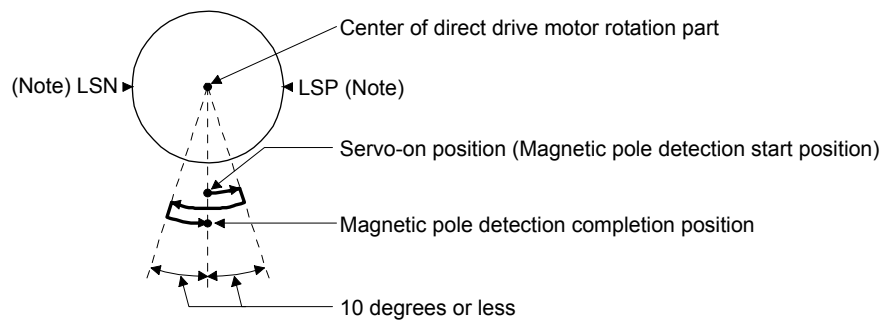 Center of direct drive motor rotation part
(Note) LSN
LSP (Note)
Servo-on position (Magnetic pole detection start position)
Magnetic pole detection completion position
10 degrees or less